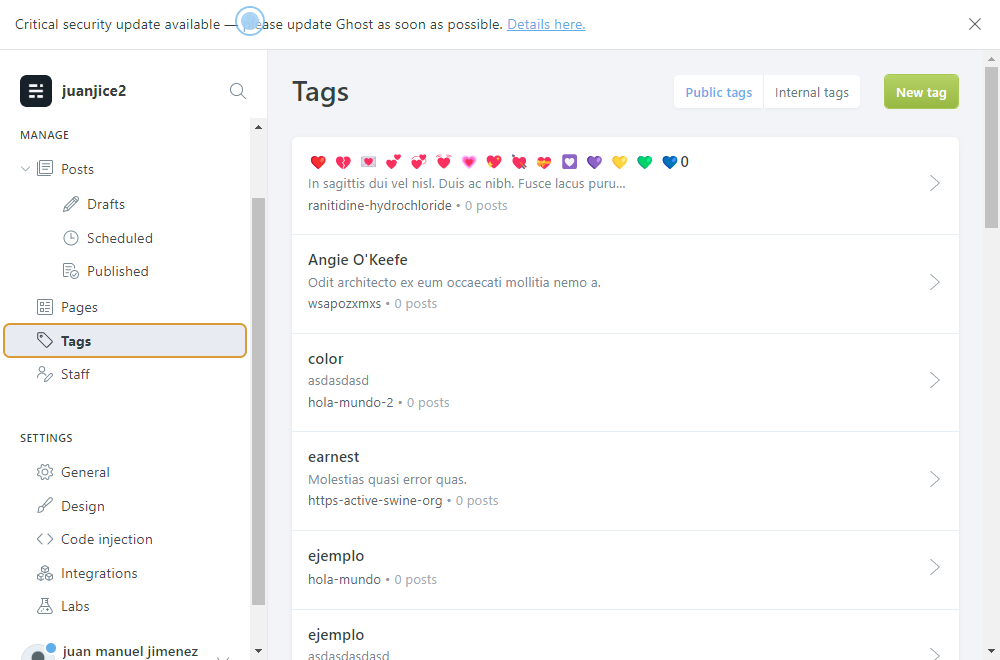 Critical security update available — please update Ghost as soon as possible. Details here.
juanjice2
MANAGE
Posts
Drafts
Scheduled
Published
Pages
Tags
Staff
SETTINGS
General
Design
Code injection
Integrations
Labs
juan manuel jimenez
Tags
Public tags
Internal tags
New tag
❤️ 💔 💌 💕 💞 💓 💗 💖 💘 💝 💟 💜 💛 💚 💙 0
In sagittis dui vel nisl. Duis ac nibh. Fusce lacus puru...
ranitidine-hydrochloride • 0 posts
Angie O'Keefe
Odit architecto ex eum occaecati mollitia nemo a.
wsapozxmxs • 0 posts
color
asdasdasd
hola-mundo-2 • 0 posts
earnest
Molestias quasi error quas.
https-active-swine-org • 0 posts
ejemplo
hola-mundo • 0 posts
ejemplo
asdasdasdasd